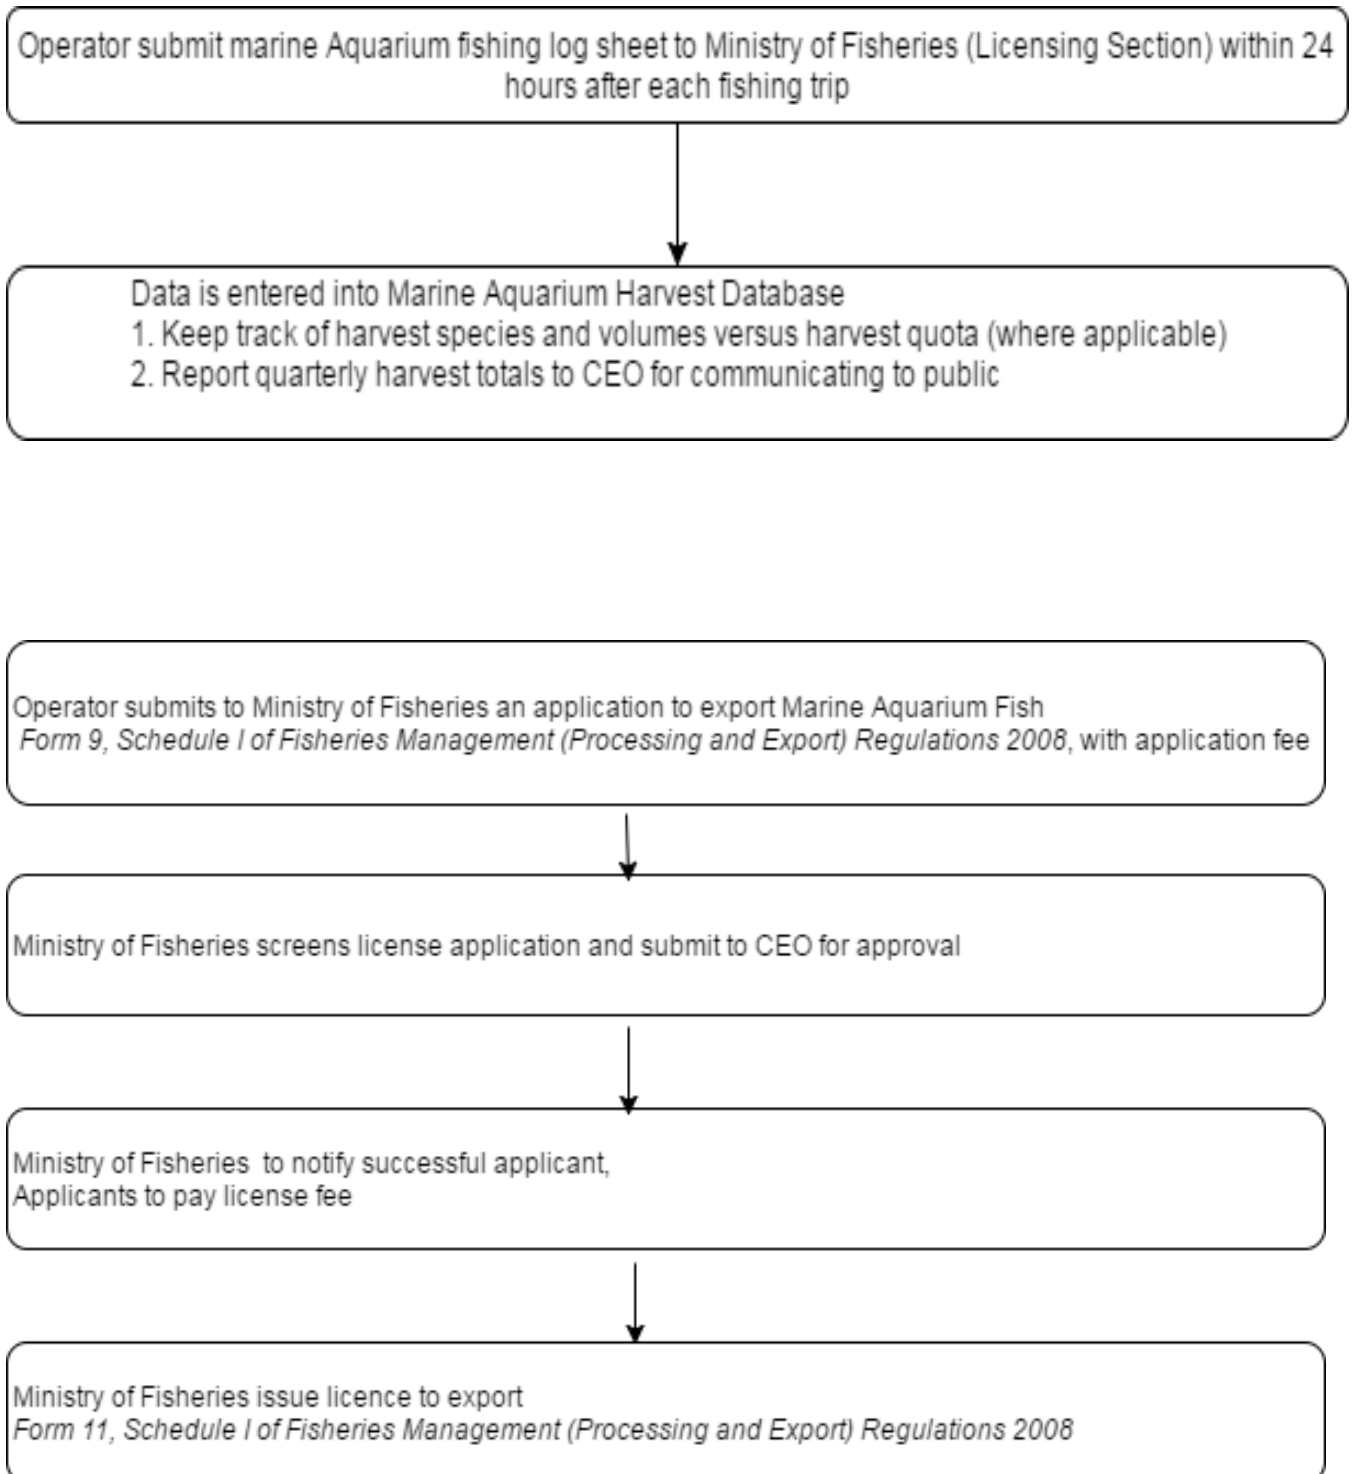 Operator submit marine Aquarium fishing log sheet to Ministry of Fisheries (Licensing Section) within 24
hours after each fishing trip
Data is entered into Marine Aquarium Harvest Database
1. Keep track of harvest species and volumes versus harvest quota (where applicable)
2. Report quarterly harvest totals to CEO for communicating to public
Operator submits to Ministry of Fisheries an application to export Marine Aquarium Fish
Form 9, Schedule I of Fisheries Management (Processing and Export) Regulations 2008, with application fee
Ministry of Fisheries screens license application and submit to CEO for approval
Ministry of Fisheries to notify successful applicant,
Applicants to pay license fee
Ministry of Fisheries issue licence to export
Form 11, Schedule I of Fisheries Management (Processing and Export) Regulations 2008